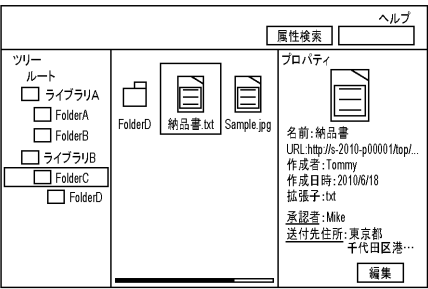 ヘルプ
属性検索
ツリー
ルート
ライブラリA
FolderA
FolderB
ライブラリB
FolderC
FolderD
FolderD
納品書.txt
Sample.jpg
プロパティ
名前:納品書
URL:http://s-2010-p00001/top/...
作成者:Tommy
作成日時:2010/6/18
拡張子:txt
承認者:Mike
送付先住所:東京都
千代田区港…
編集